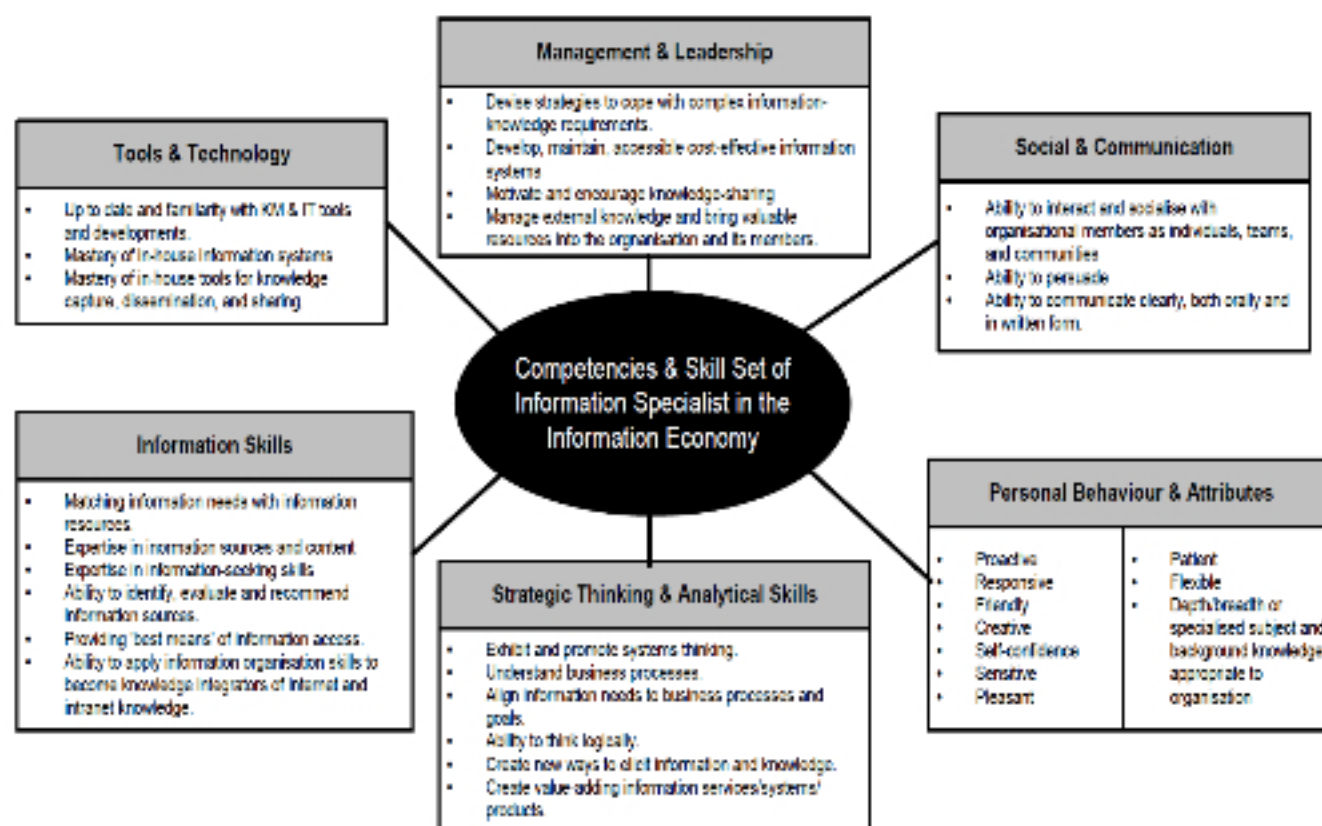 Management & Leadership
• Devise strategies to cope with complex information-
knowledge requirements.
• Develop, maintain, accessible cost-effective information
systems
• Motivate and encourage knowledge-sharing
• Manage external knowledge and bring valuable
resources into the orgnanisation and its members.
Tools & Technology
• Up to date and familiarity with KM & IT tools
and developments.
• Mastery of in-house information systems
• Mastery of in-house tools for knowledge
capture, dissemination, and sharing
Social & Communication
• Ability to interact and socialise with
organisational members as individuals, teams,
and communities
• Ability to persuade
• Ability to communicate clearly, both orally and
in written form.
Competencies & Skill Set of
Information Specialist in the
Information Economy
Information Skills
• Matching information needs with information
resources.
• Expertise in inormation sources and content
• Expertise in information-seeking skills
• Ability to identify, evaluate and recommend
information sources.
• Providing 'best means' of information access.
• Ability to apply information organisation skills to
become knowledge integrators of Internet and
intranet knowledge.
Strategic Thinking & Analytical Skills
• Exhibit and promote systems thinking.
• Understand business processes.
• Align information needs to business processes and
goals.
• Ability to think logically.
• Create new ways to elicit information and knowledge.
• Create value-adding information services/systems/
products.
Personal Behaviour & Attributes
• Proactive
• Responsive
• Friendly
• Creative
• Self-confidence
• Sensitive
• Pleasant
• Patient
• Flexible
• Depth/breadth or
specialised subject and
background knowledge
appropriate to
organisation